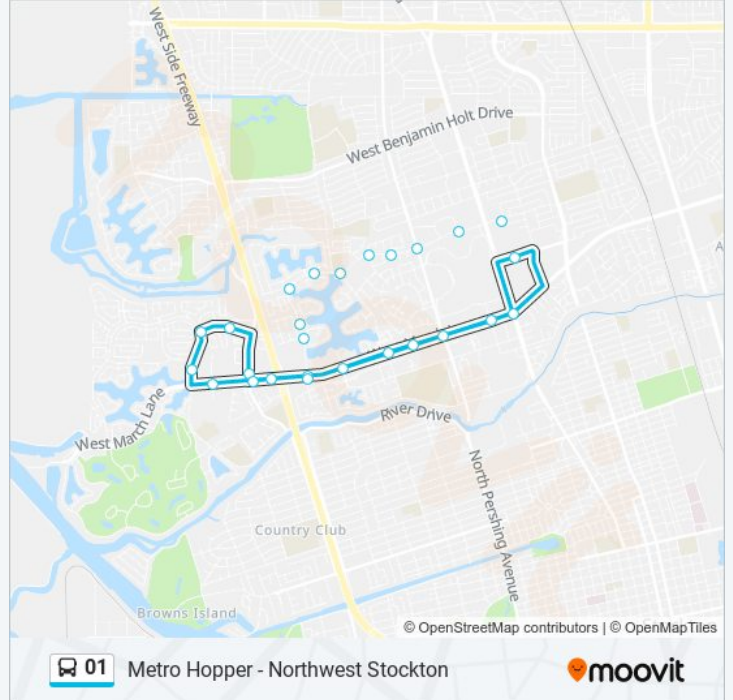 West Side Freeway
West Benjamin Holt Drive
A
West March Lane
River Drive
North Pershing Avenue
Country Club
Browns Island
© OpenStreetMap contributors | © OpenMapTiles
01 Metro Hopper - Northwest Stockton
moovit